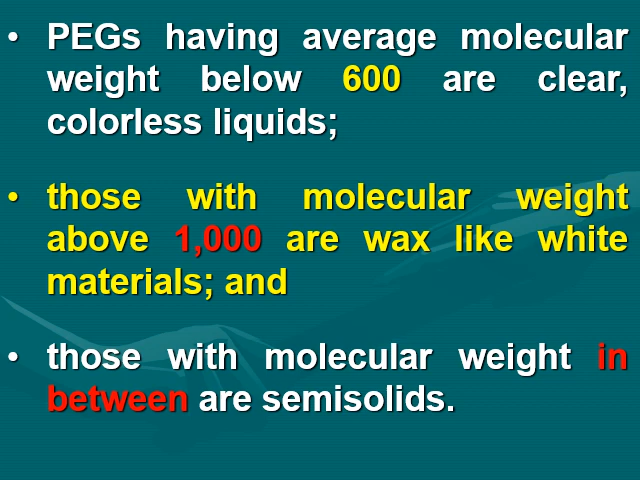 • PEGs having average molecular
weight below 600 are clear,
colorless liquids;
• those with molecular weight
above 1,000 are wax like white
materials; and
• those with molecular weight in
between are semisolids.